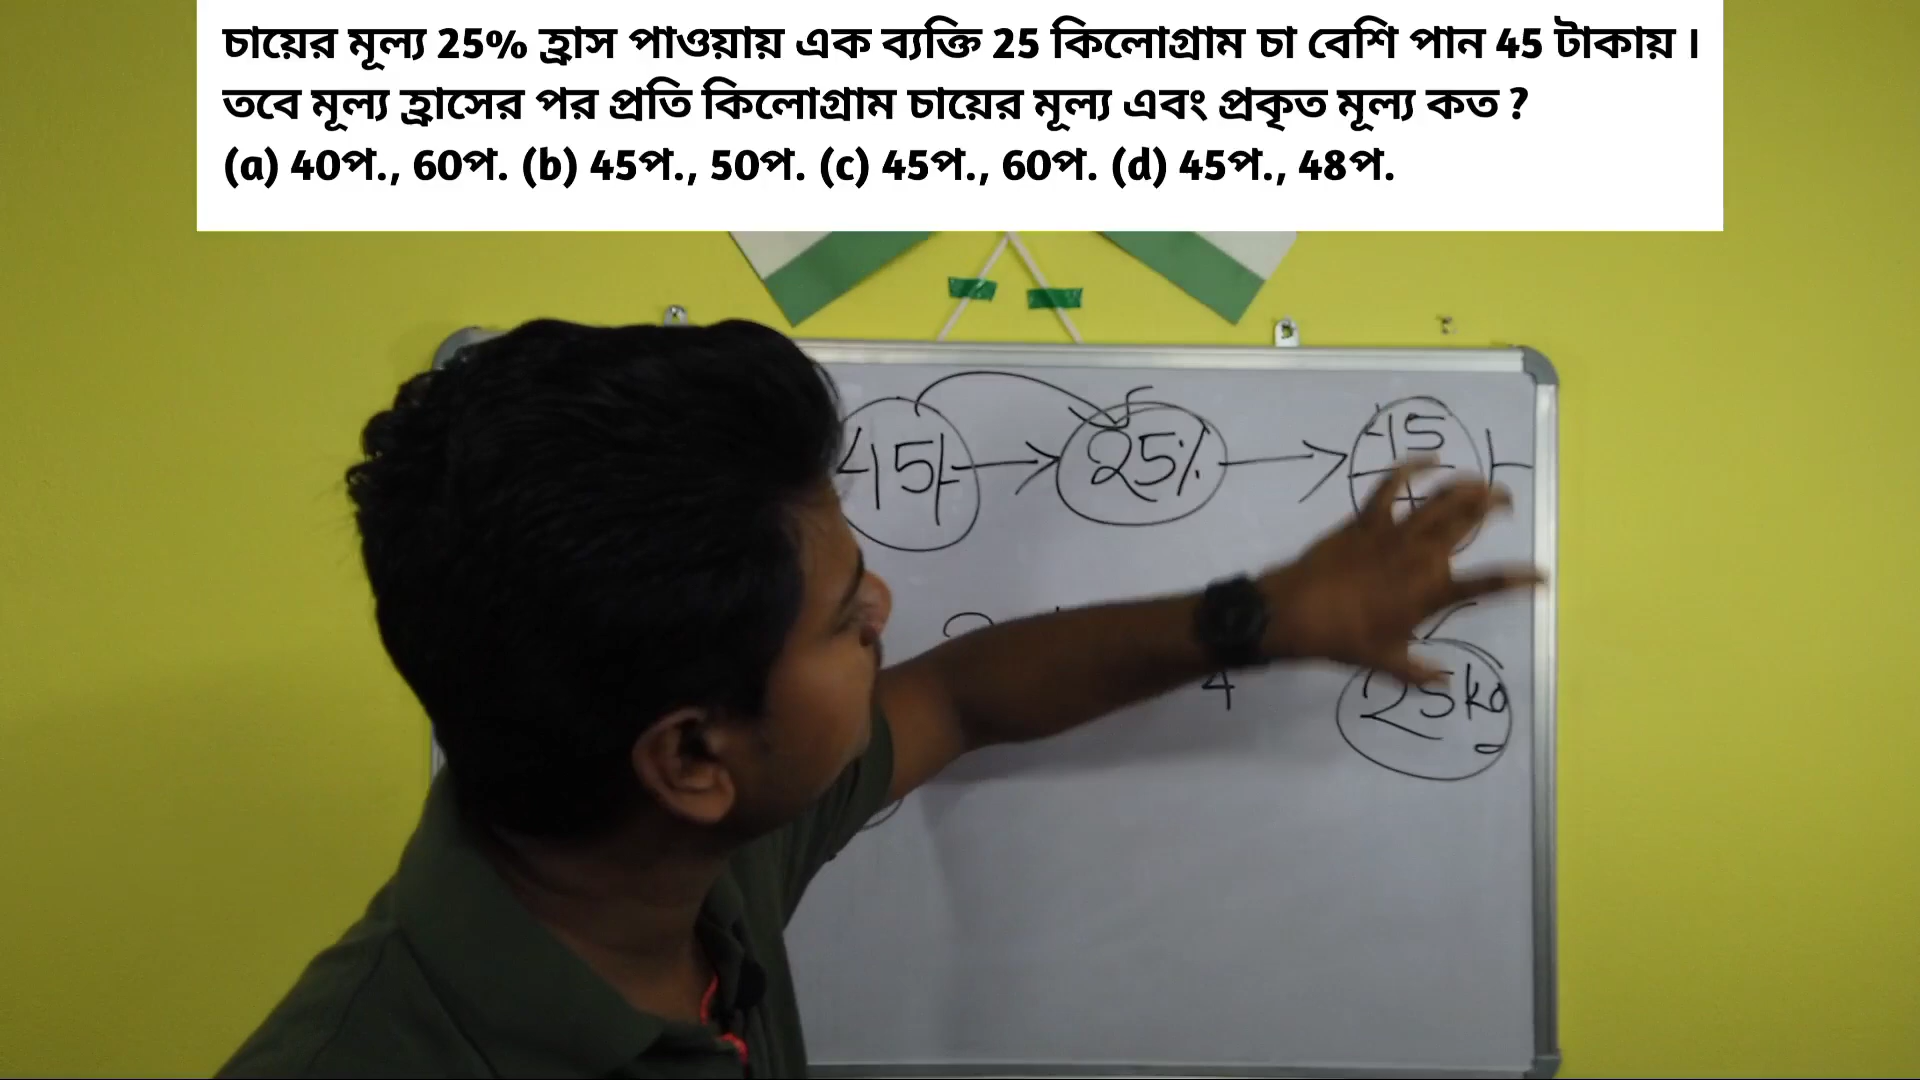 চায়ের মূল্য 25% হ্রাস পাওয়ায় এক ব্যক্তি 25 কিলোগ্রাম চা বেশি পান 45 টাকায় ।
তবে মূল্য হ্রাসের পর প্রতি কিলোগ্রাম চায়ের মূল্য এবং প্রকৃত মূল্য কত ?
(a) 40প., 60প. (b) 45প., 50প. (c) 45প., 60প. (d) 45প., 48প.
45/- 25% 45
4 25kg